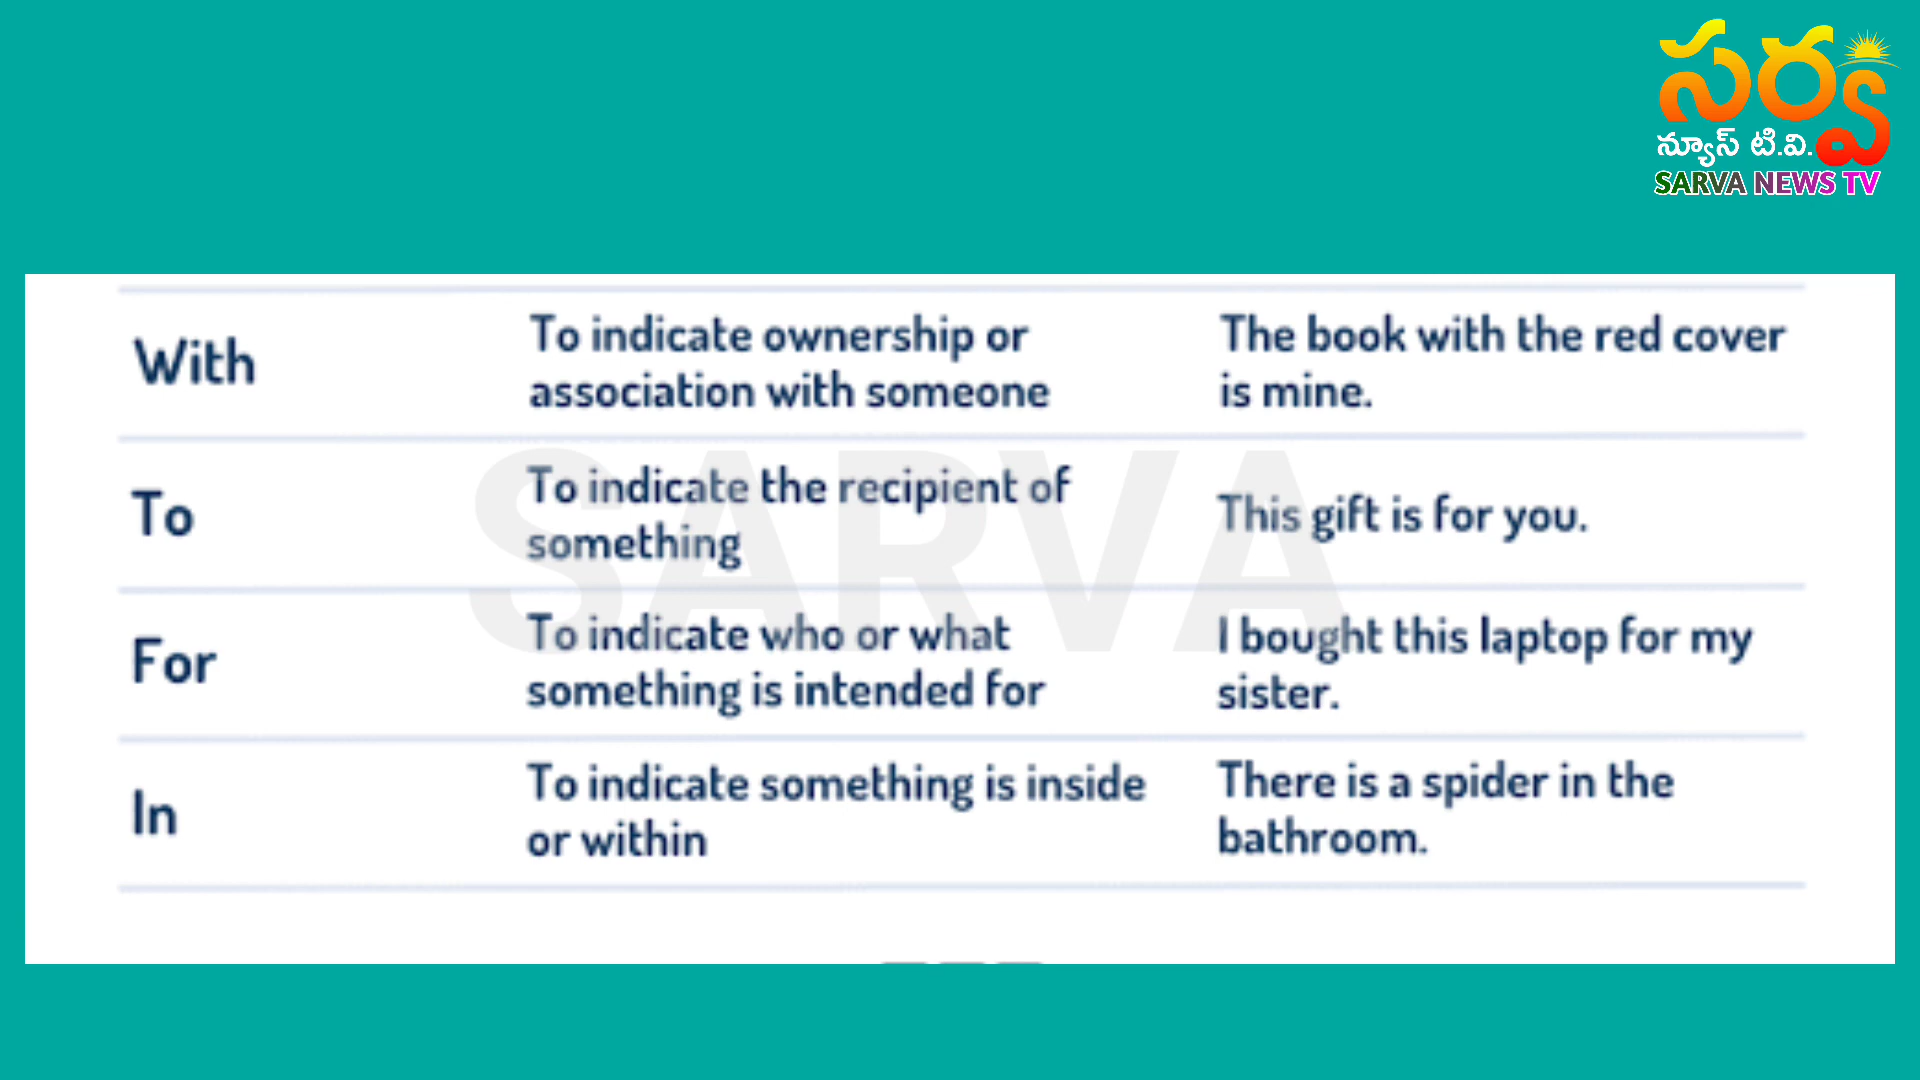 సర్వ
న్యూస్ టి.వి.
SARVA NEWS TV
With
To indicate ownership or
association with someone
The book with the red cover
is mine.
To
To indicate the recipient of
something
This gift is for you.
For
To indicate who or what
something is intended for
I bought this laptop for my
sister.
In
To indicate something is inside
or within
There is a spider in the
bathroom.
SARVA